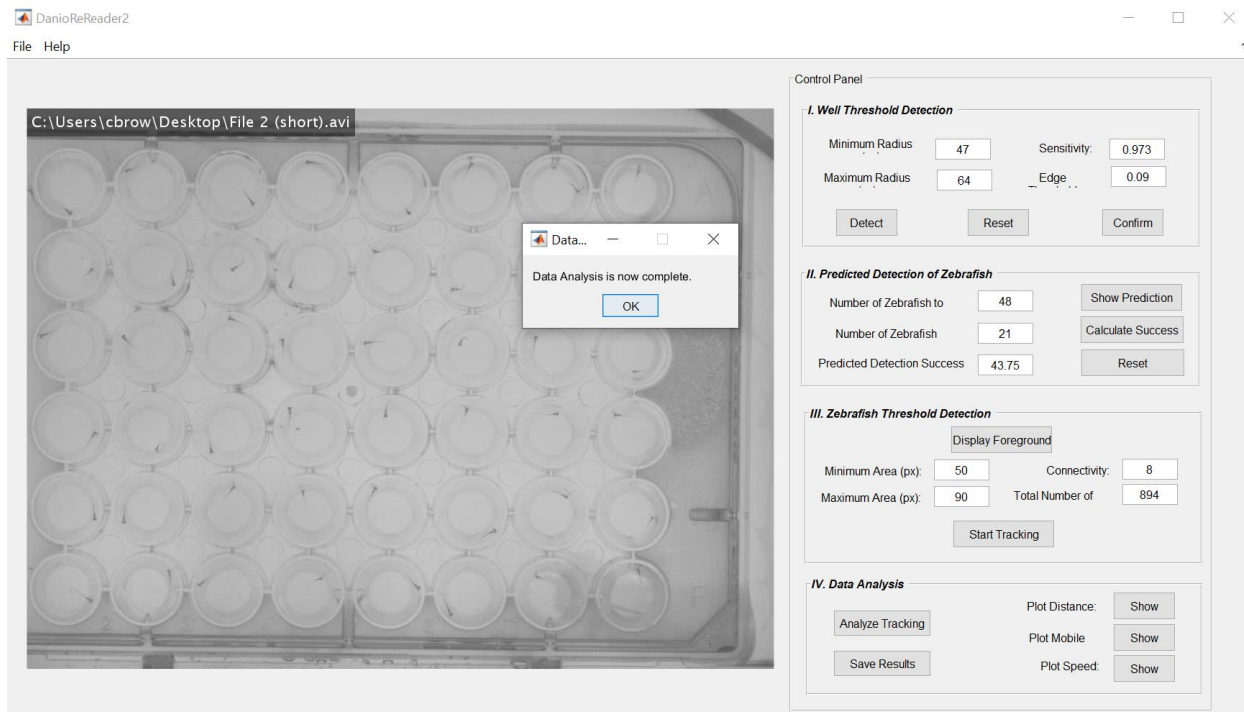 DanioReReader2
File Help
C:\Users\cbrow\Desktop\File 2 (short).avi
Data...
Data Analysis is now complete.
OK
A
F
2
Control Panel
I. Well Threshold Detection
Minimum Radius 47 Sensitivity: 0.973
Maximum Radius 64 Edge 0.09
Detect Reset Confirm
II. Predicted Detection of Zebrafish
Number of Zebrafish to 48 Show Prediction
Number of Zebrafish 21 Calculate Success
Predicted Detection Success 43.75 Reset
III. Zebrafish Threshold Detection
Display Foreground
Minimum Area (px): 50 Connectivity: 8
Maximum Area (px): 90 Total Number of 894
Start Tracking
IV. Data Analysis
Plot Distance: Show
Analyze Tracking
Plot Mobile Show
Save Results
Plot Speed: Show